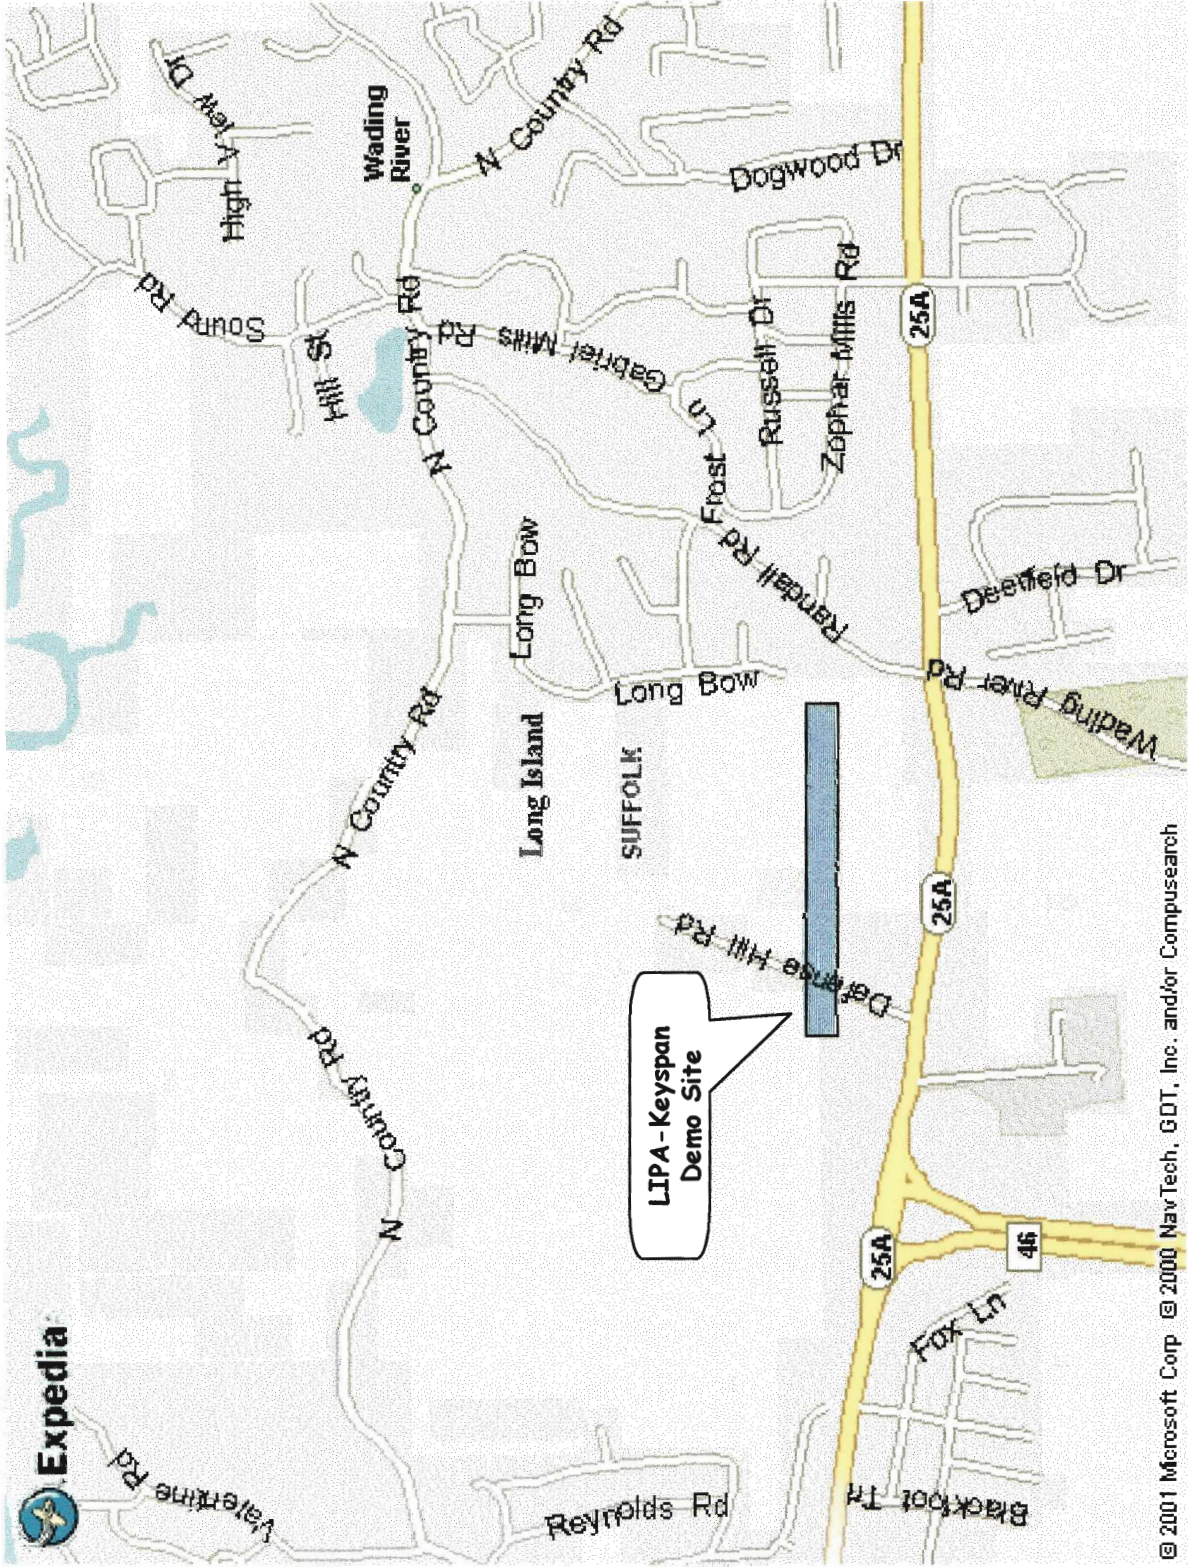 Expedia
Valentine Rd
N Country Rd
N Country Rd
N Country Rd
N Country Rd
Sound Rd
Hill St
High View Dr
Wading
River
Long Island
SUFFOLK
Long Bow
Long Bow
Gabriel Mills Rd
Frost Ln
Randall Rd
Russell Dr
Zophar Mills Rd
Dogwood Dr
Reynolds Rd
LIPA-Keyspan
Demo Site
Defense Hill Rd
25A
25A
25A
46
Blackfoot Trl
Fox Ln
Wading River Rd
Deerfield Dr
© 2001 Microsoft Corp © 2000 NavTech, GDT, Inc. and/or Compusearch